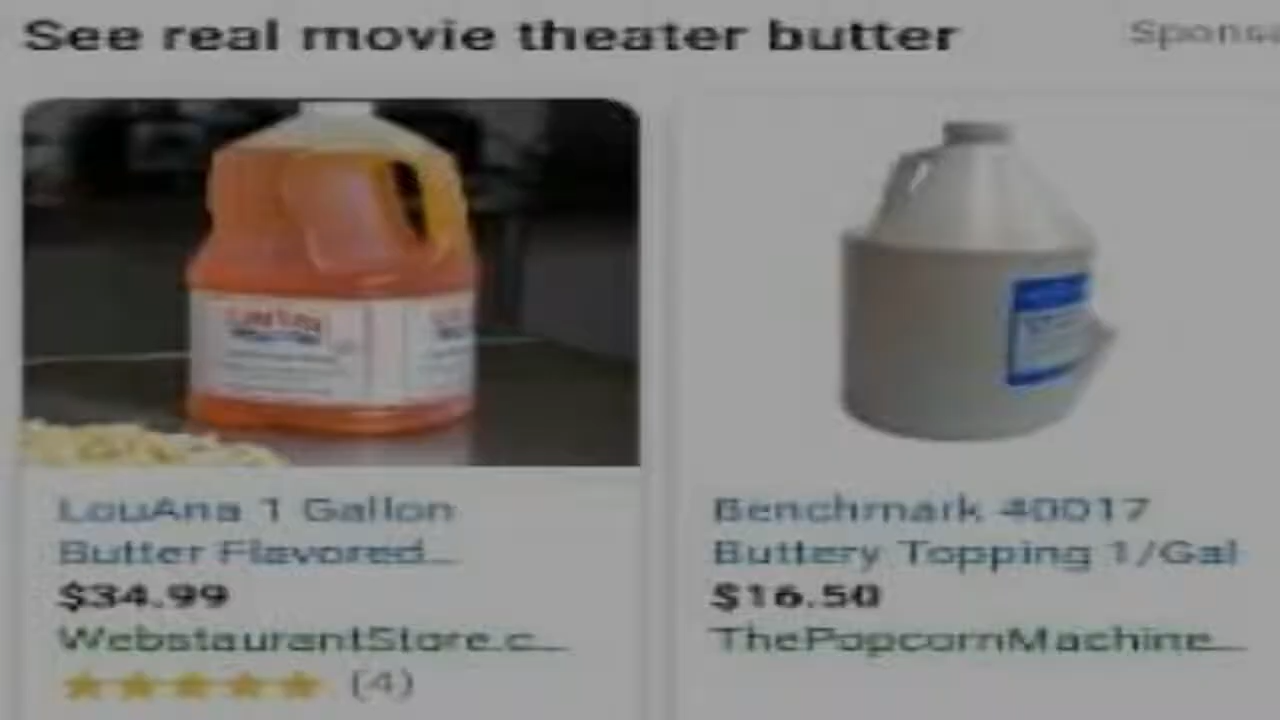 See real movie theater butter
LouAna 1 Gallon
Butter Flavored...
$34.99
WebstaurantStore.c...
(4)
Benchmark 40017
Buttery Topping 1/Gal
$16.50
ThePopcornMachine...